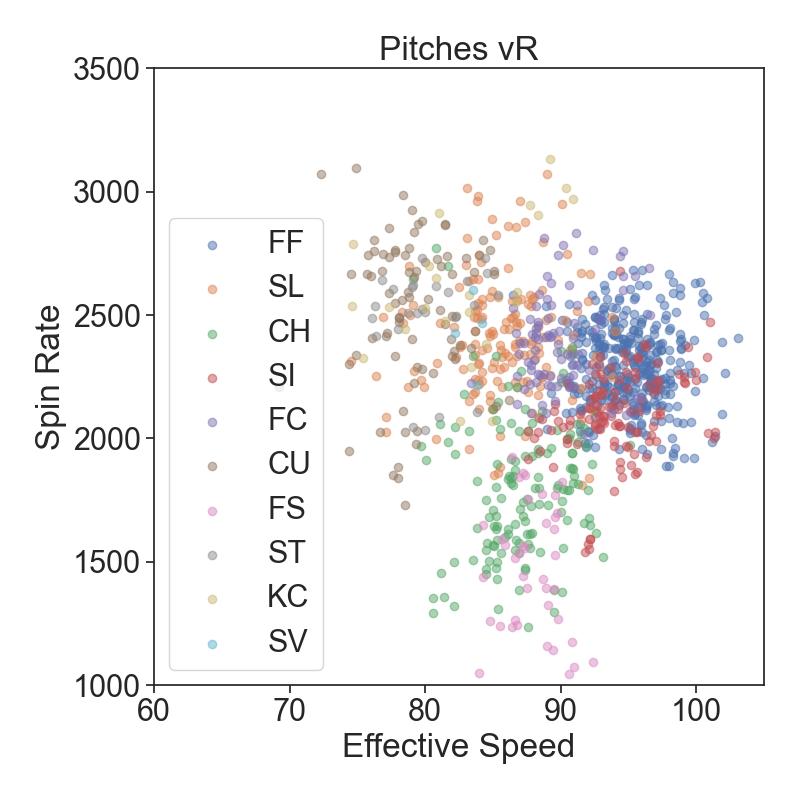 Pitches vR
3500
3000
2500
2000
1500
1000
Spin Rate
FF
SL
CH
SI
FC
CU
FS
ST
KC
SV
60 70 80 90 100
Effective Speed